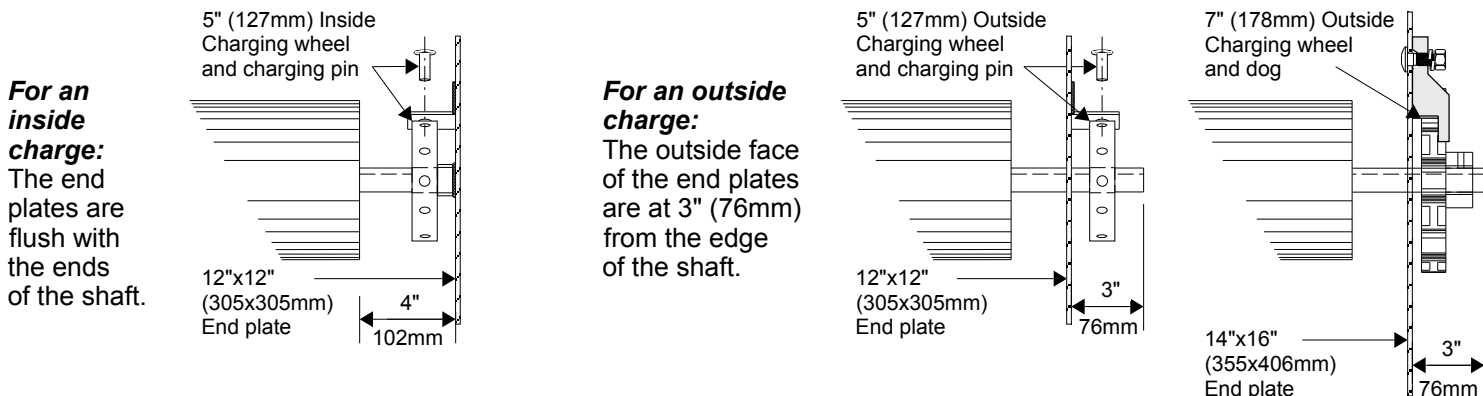 For an
inside
charge:
The end
plates are
flush with
the ends
of the shaft.
5" (127mm) Inside
Charging wheel
and charging pin
12"x12"
(305x305mm)
End plate
4"
102mm
For an outside
charge:
The outside face
of the end plates
are at 3" (76mm)
from the edge
of the shaft.
5" (127mm) Outside
Charging wheel
and charging pin
12"x12"
(305x305mm)
End plate
3"
76mm
7" (178mm) Outside
Charging wheel
and dog
14"x16"
(355x406mm)
End plate
3"
76mm